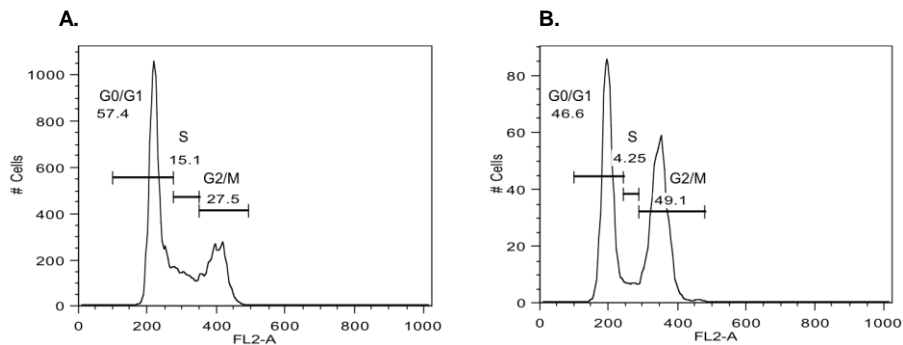 A.
1000
800
600
400
200
0
# Cells
G0/G1
57.4
S
15.1
G2/M
27.5
0 200 400 600 800 1000
FL2-A
B.
80
60
40
20
0
# Cells
G0/G1
46.6
S
4.25
G2/M
49.1
0 200 400 600 800 1000
FL2-A